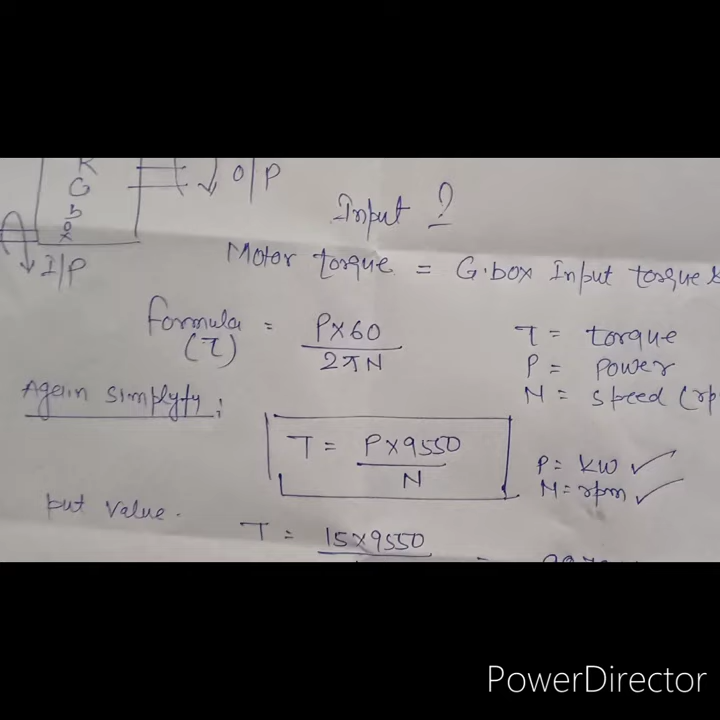 G
B
O
X
O/P
I/P
Input ?
Motor torque = G.box Input torque
Formula (T) = P×60 / 2πN
T = torque
P = power
N = speed (rp
Again simplyfy :
T = P×9550 / N
P = kw ✓
N = rpm ✓
put value.
T = 15×9550 =
PowerDirector